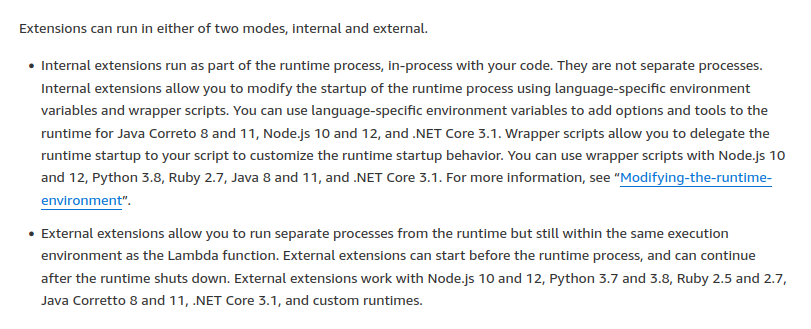 Extensions can run in either of two modes, internal and external.
• Internal extensions run as part of the runtime process, in-process with your code. They are not separate processes.
Internal extensions allow you to modify the startup of the runtime process using language-specific environment
variables and wrapper scripts. You can use language-specific environment variables to add options and tools to the
runtime for Java Correto 8 and 11, Node.js 10 and 12, and .NET Core 3.1. Wrapper scripts allow you to delegate the
runtime startup to your script to customize the runtime startup behavior. You can use wrapper scripts with Node.js 10
and 12, Python 3.8, Ruby 2.7, Java 8 and 11, and .NET Core 3.1. For more information, see “Modifying-the-runtime-
environment”.
• External extensions allow you to run separate processes from the runtime but still within the same execution
environment as the Lambda function. External extensions can start before the runtime process, and can continue
after the runtime shuts down. External extensions work with Node.js 10 and 12, Python 3.7 and 3.8, Ruby 2.5 and 2.7,
Java Corretto 8 and 11, .NET Core 3.1, and custom runtimes.